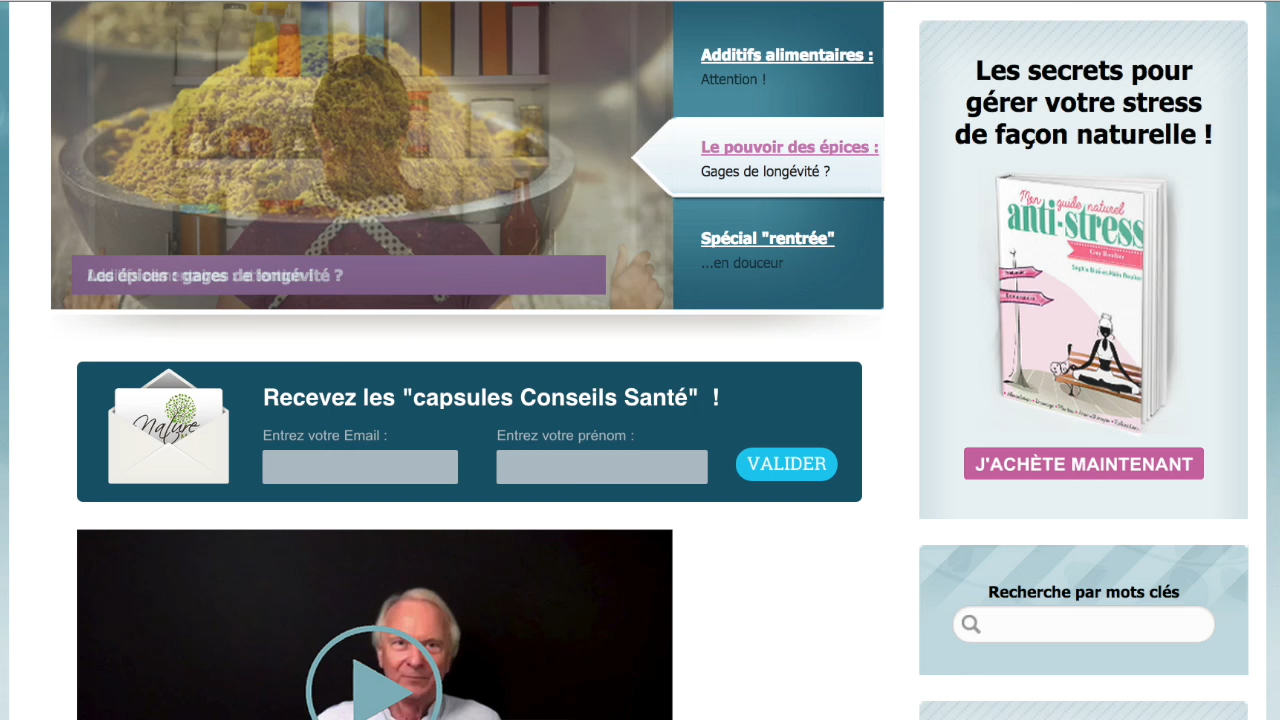 Additifs alimentaires :
Attention !
Le pouvoir des épices :
Gages de longévité ?
Spécial "rentrée"
...en douceur
Les épices : gages de longévité ?
Recevez les "capsules Conseils Santé"  !
Nature
Entrez votre Email :
Entrez votre prénom :
VALIDER
Les secrets pour
gérer votre stress
de façon naturelle !
Mon guide naturel
anti-stress
Guy Roulier
J'ACHÈTE MAINTENANT
Recherche par mots clés